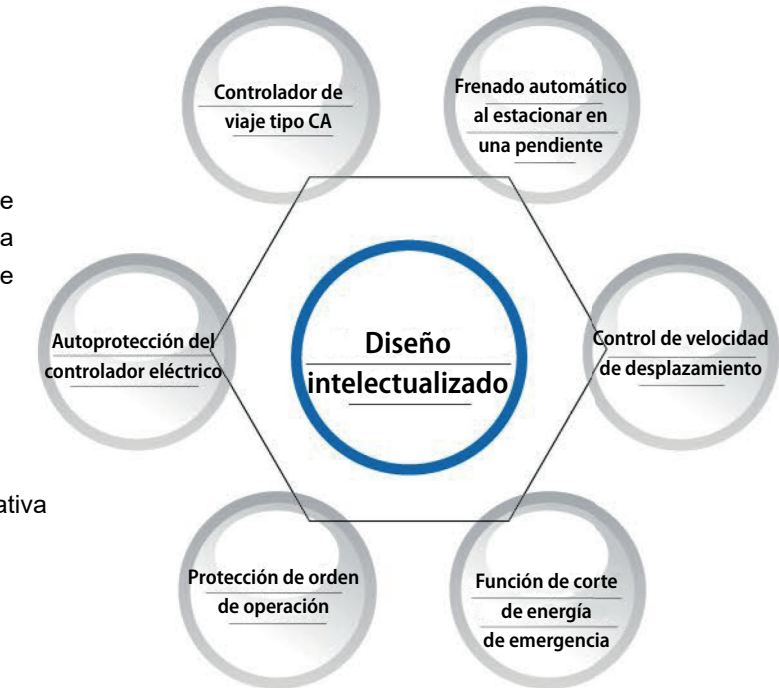 Controlador de
viaje tipo CA
Frenado automático
al estacionar en
una pendiente
e
a
e
Autoprotección del
controlador eléctrico
Diseño
intelectualizado
Control de velocidad
de desplazamiento
ativa
Protección de orden
de operación
Función de corte
de energía
de emergencia